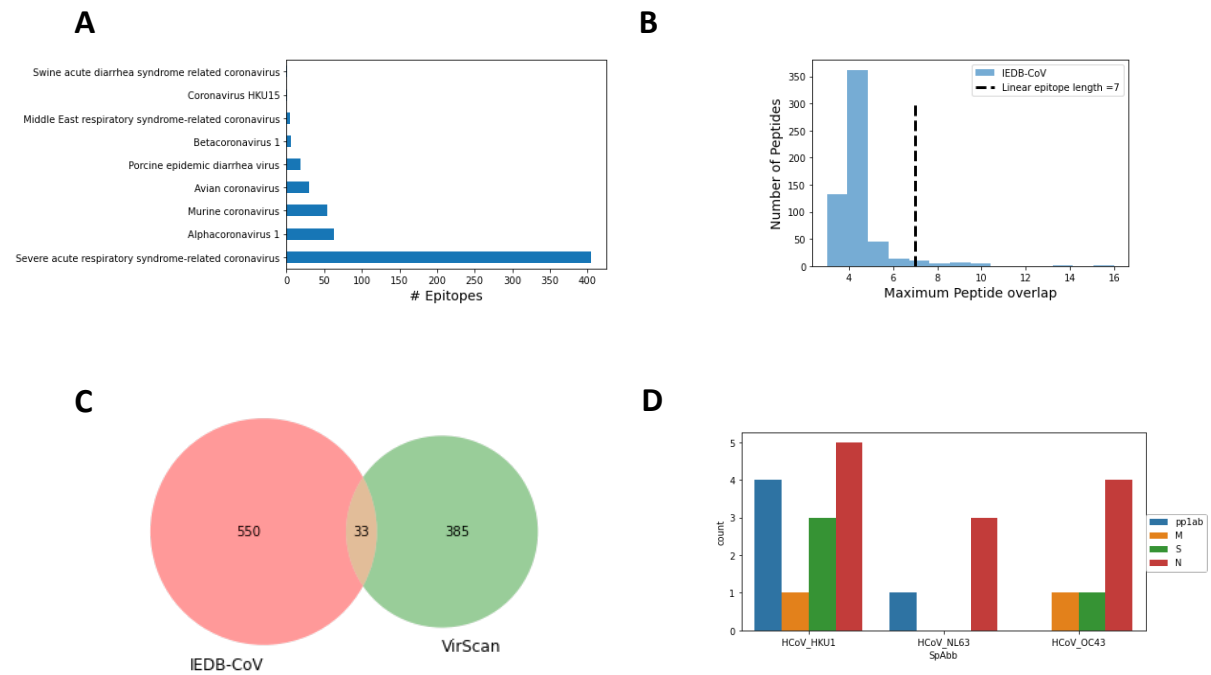 A
Swine acute diarrhea syndrome related coronavirus
Coronavirus HKU15
Middle East respiratory syndrome-related coronavirus
Betacoronavirus 1
Porcine epidemic diarrhea virus
Avian coronavirus
Murine coronavirus
Alphacoronavirus 1
Severe acute respiratory syndrome-related coronavirus
0 50 100 150 200 250 300 350 400
# Epitopes
B
Number of Peptides
350
300
250
200
150
100
50
0
IEDB-CoV
Linear epitope length =7
4 6 8 10 12 14 16
Maximum Peptide overlap
C
550 33 385
IEDB-CoV
VirScan
D
count
5
4
3
2
1
0
HCoV_HKU1 HCoV_NL63 HCoV_OC43
SpAbb
pp1ab
M
S
N